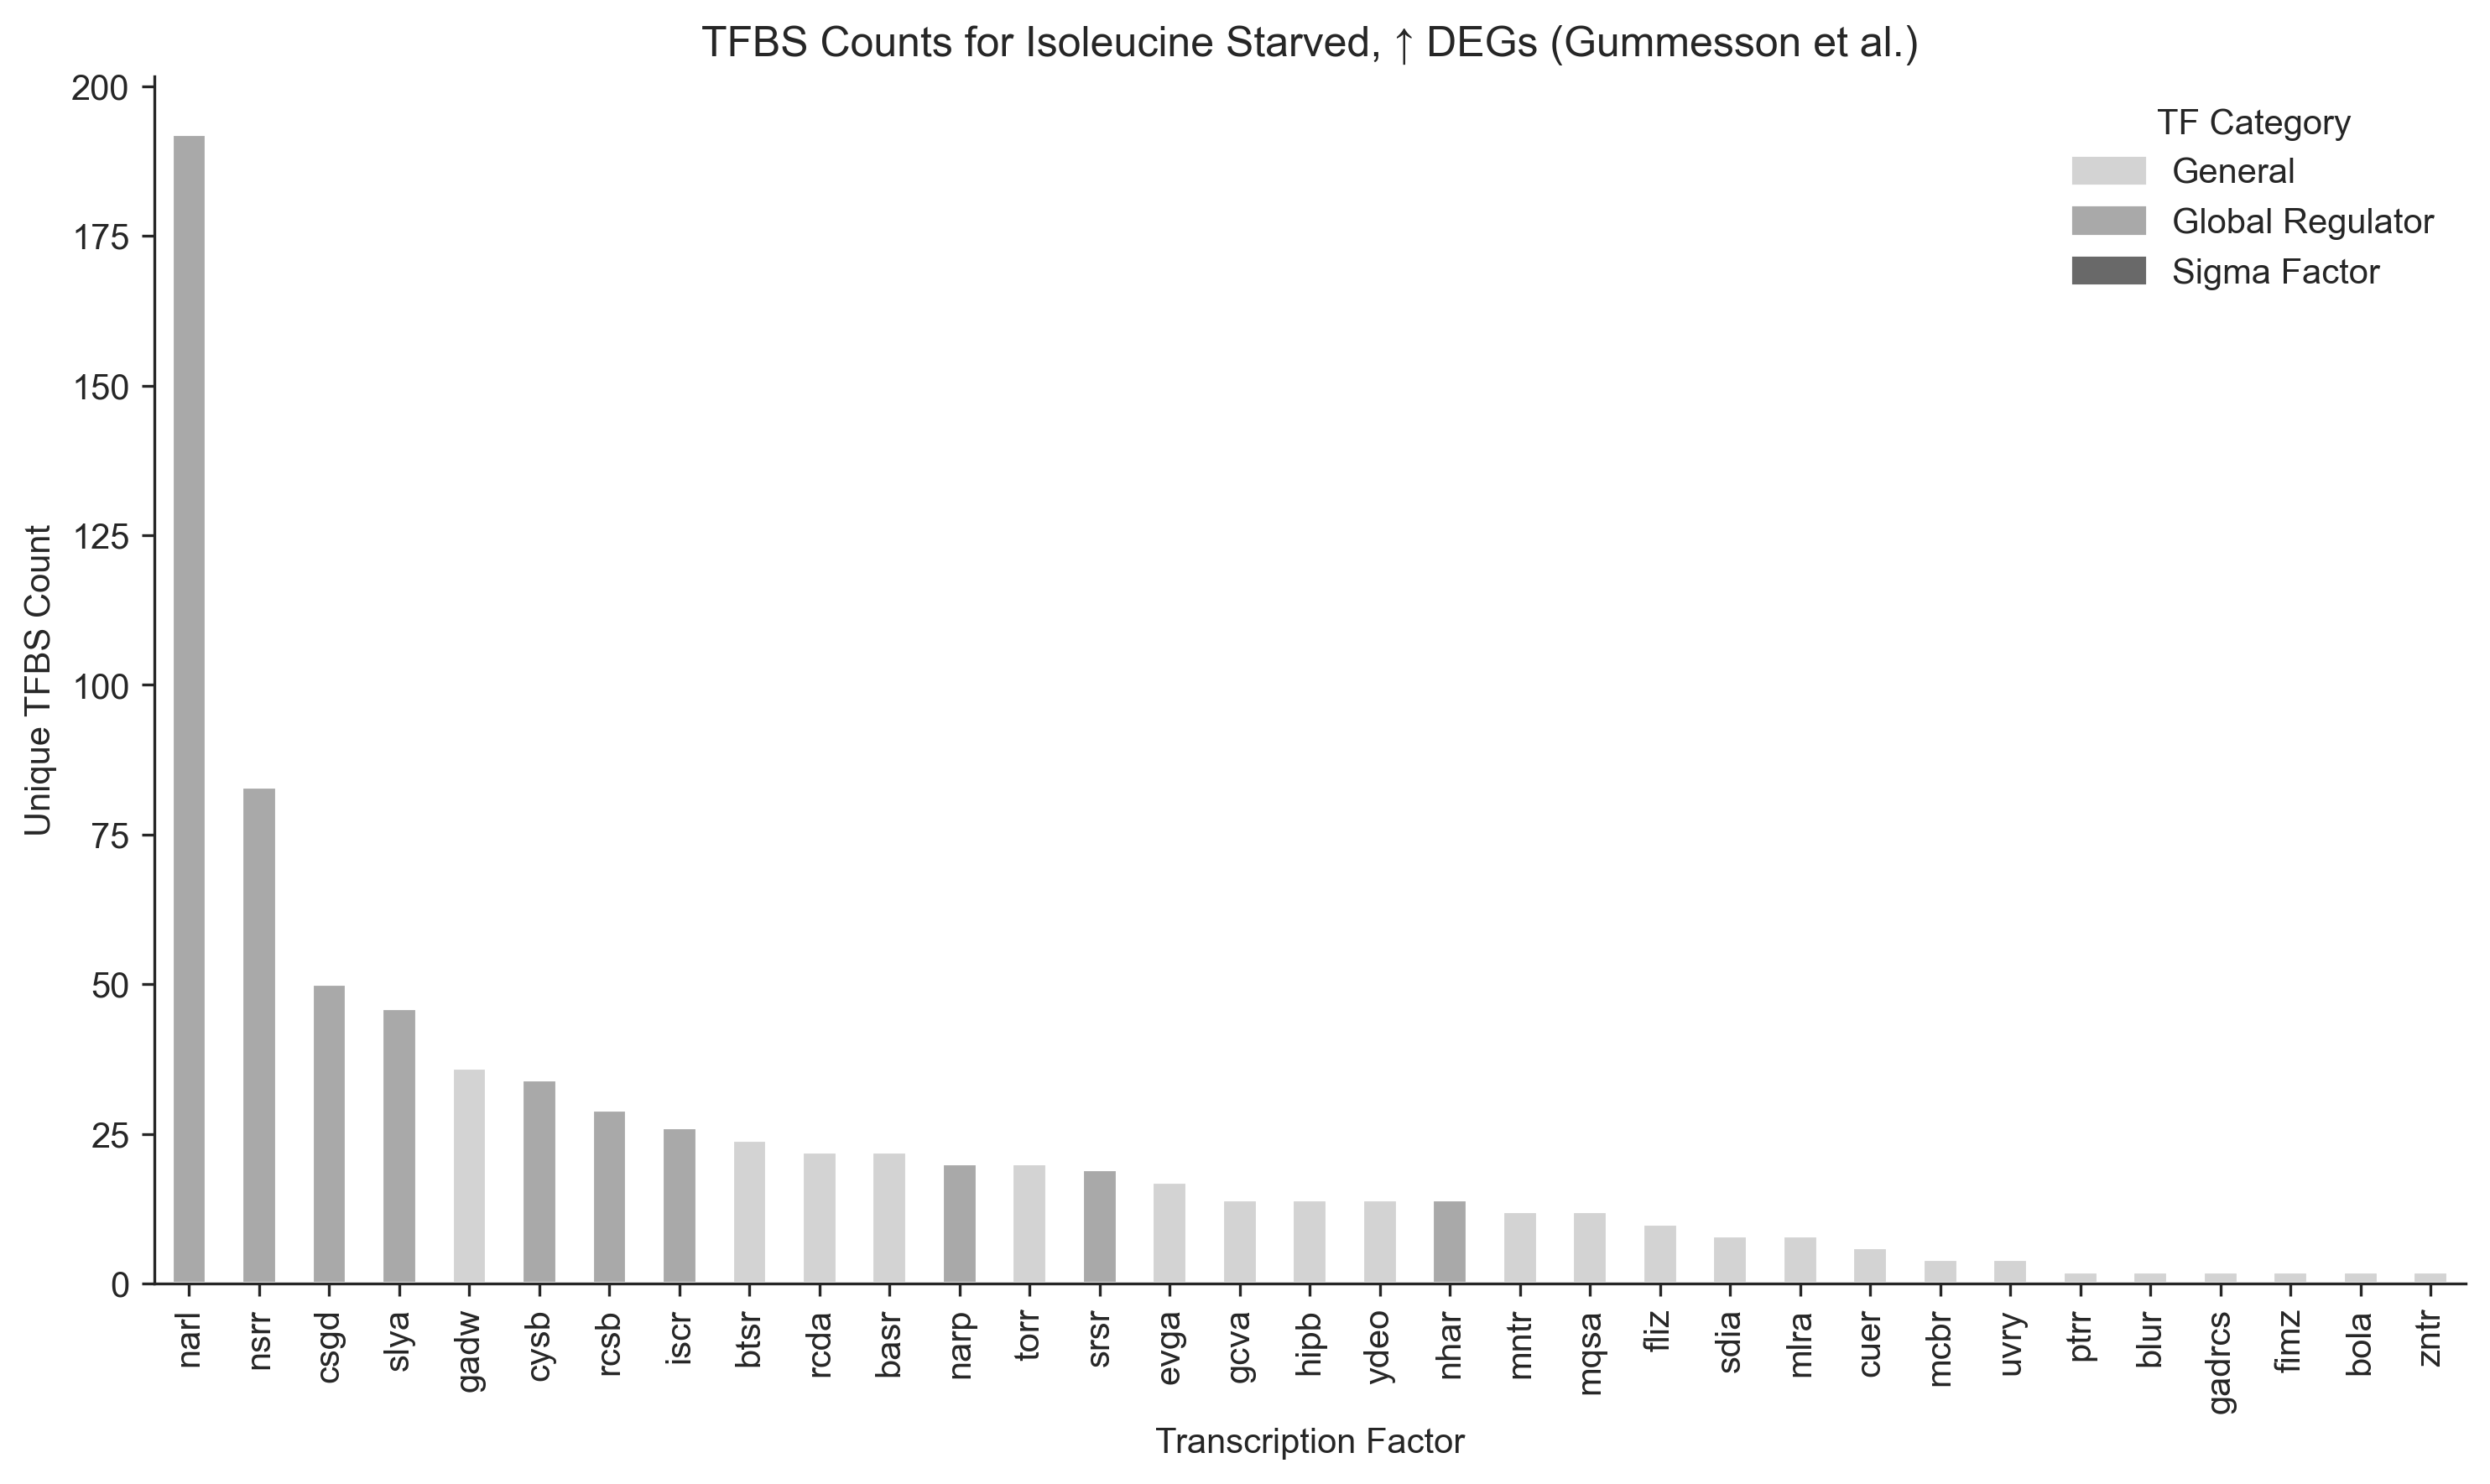 TFBS Counts for Isoleucine Starved, ↑ DEGs (Gummesson et al.)
TF Category
General
Global Regulator
Sigma Factor
Unique TFBS Count
200
175
150
125
100
75
50
25
0
narl
nsrr
csgd
slya
gadw
cysb
rcsb
iscr
btsr
rcda
basr
narp
torr
srsr
evga
gcva
hipb
ydeo
nhar
mntr
mqsa
fliz
sdia
mlra
cuer
mcbr
uvry
ptrr
blur
gadrcs
fimz
bola
zntr
Transcription Factor